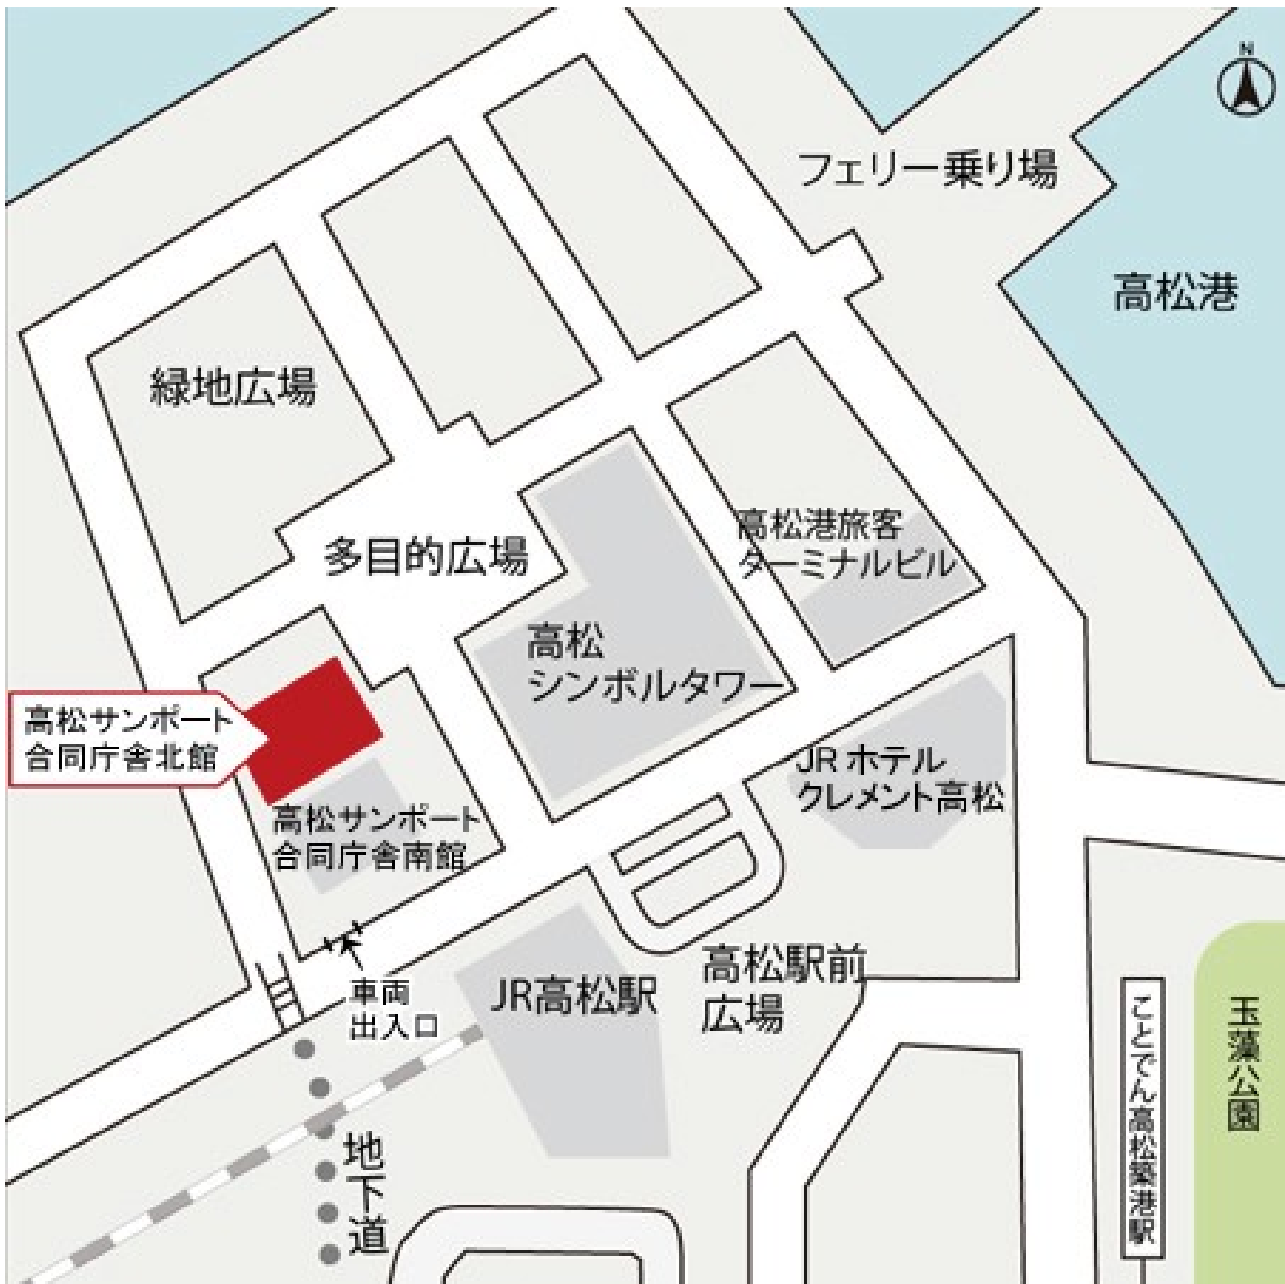 N
フェリー乗り場
高松港
緑地広場
多目的広場
高松港旅客
ターミナルビル
高松
シンボルタワー
高松サンポート
合同庁舎北館
JRホテル
クレメント高松
高松サンポート
合同庁舎南館
車両
出入口
JR高松駅
高松駅前
広場
ことでん高松築港駅
玉藻公園
地下道